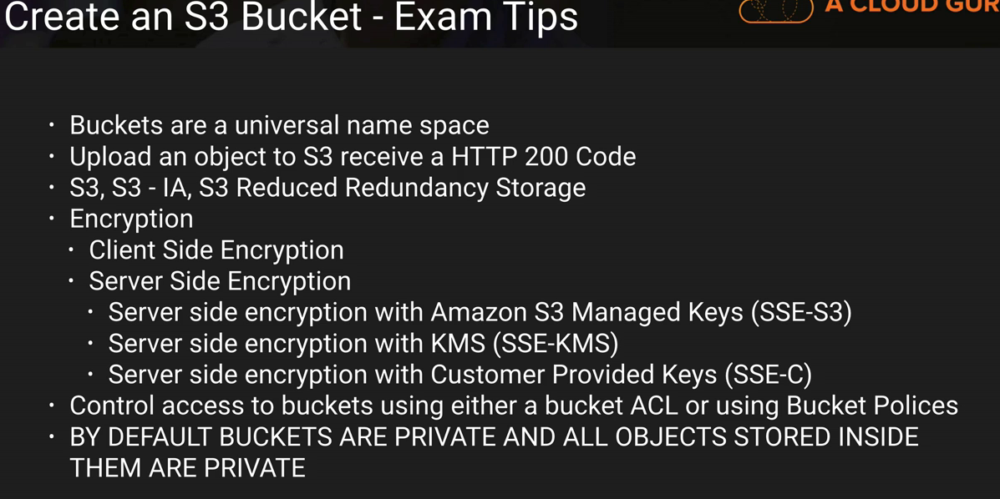 Create an S3 Bucket - Exam Tips
A CLOUD GUR
• Buckets are a universal name space
• Upload an object to S3 receive a HTTP 200 Code
• S3, S3 - IA, S3 Reduced Redundancy Storage
• Encryption
• Client Side Encryption
• Server Side Encryption
• Server side encryption with Amazon S3 Managed Keys (SSE-S3)
• Server side encryption with KMS (SSE-KMS)
• Server side encryption with Customer Provided Keys (SSE-C)
• Control access to buckets using either a bucket ACL or using Bucket Polices
• BY DEFAULT BUCKETS ARE PRIVATE AND ALL OBJECTS STORED INSIDE
THEM ARE PRIVATE